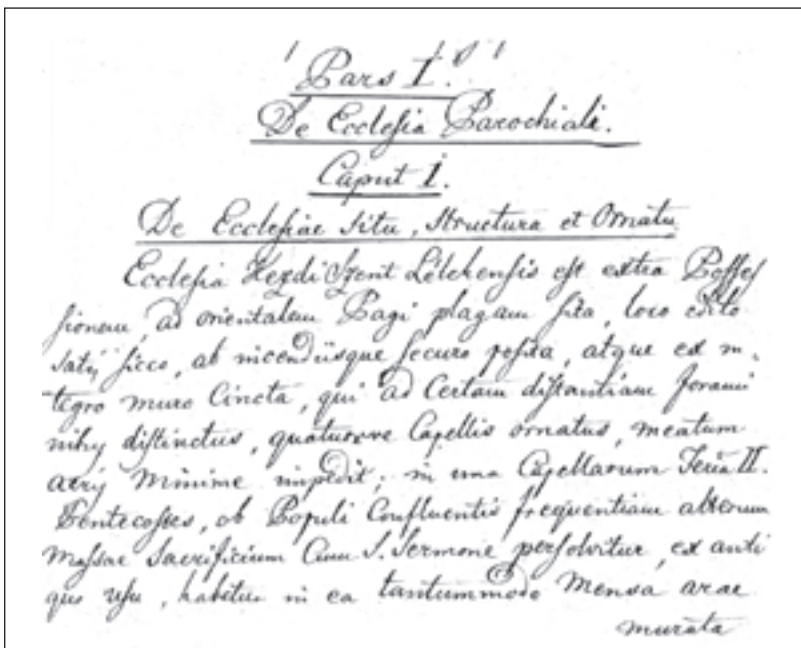 Pars I.
De Ecclesia Parochiali.
Caput I.
De Ecclesiae situ, structura et Ornatu
Ecclesia Kezdi Szent Lélekensis est extra Posses
sionem, ad orientalem Pagi plagam sita, loco edito
satis sicco, ab incendiisque securo posita, atque ex in,
tegro muro Cincta, qui ad Certam distantiam forami
nibus distinctus, quatuorve Capellis ornatus, meatum
aeris minime impedit; in una Capellarum Feria II.
Pentecostes, ob Populi Confluentis frequentiam alterum
Missae Sacrificium Cum S. Sermone persolvitur, ex anti
quo usu, habetur in ea tantummodo Mensa arae
murata